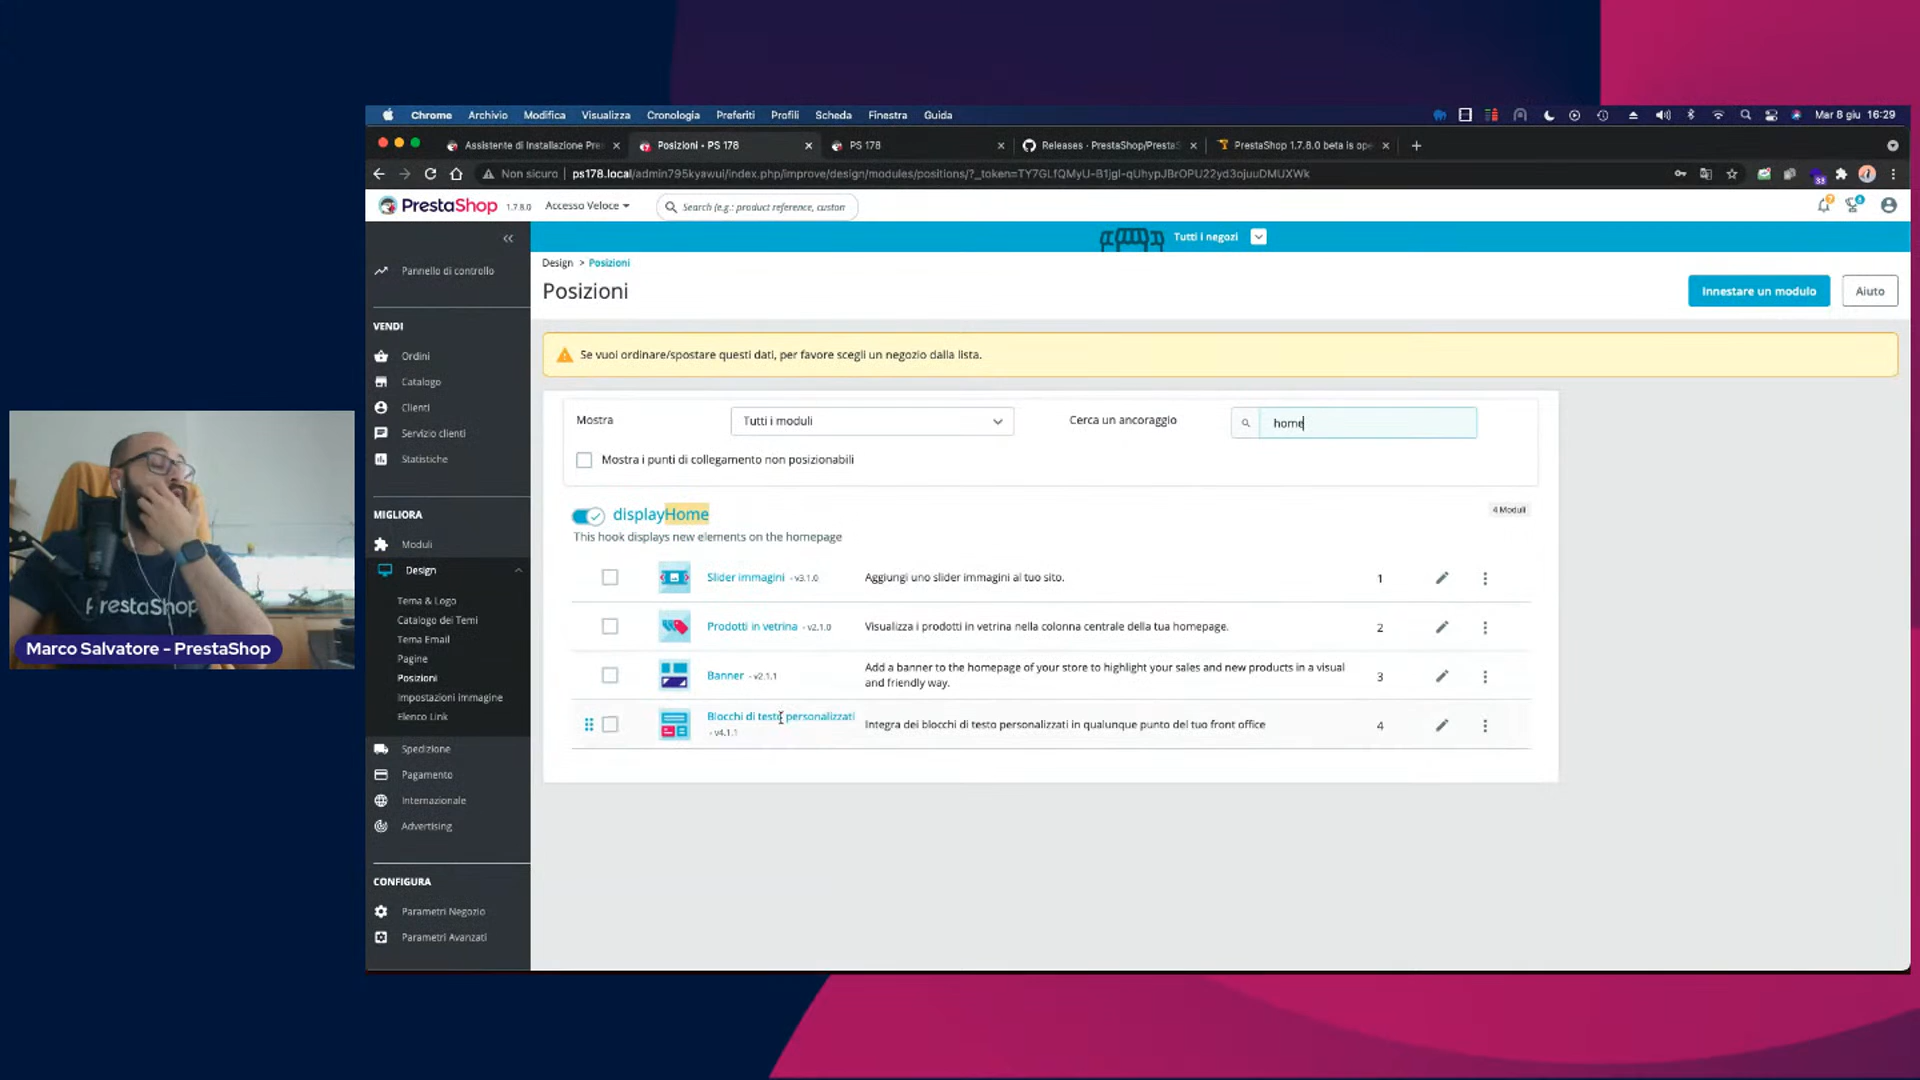 Chrome Archivio Modifica Visualizza Cronologia Preferiti Profili Scheda Finestra Guida Mar 8 giu 16:29
Assistente di Installazione Pre Posizioni • PS 178 PS 178 Releases · PrestaShop/PrestaS PrestaShop 1.7.8.0 beta is ope
Non sicuro ps178.local/admin795kyawui/index.php/improve/design/modules/positions/?_token=TY7GLfQMyU-B1jgl-qUhypJBrOPU22yd3ojuuDMUXWk
33
PrestaShop 1.7.8.0 Accesso Veloce Search (e.g.: product reference, custom
Tutti i negozi
Pannello di controllo
VENDI
Ordini
Catalogo
Clienti
Servizio clienti
Statistiche
MIGLIORA
Moduli
Design
Tema & Logo
Catalogo dei Temi
Tema Email
Pagine
Posizioni
Impostazioni immagine
Elenco Link
Spedizione
Pagamento
Internazionale
Advertising
CONFIGURA
Parametri Negozio
Parametri Avanzati
Design > Posizioni
Posizioni
Innestare un modulo Aiuto
Se vuoi ordinare/spostare questi dati, per favore scegli un negozio dalla lista.
Mostra Tutti i moduli Cerca un ancoraggio home
Mostra i punti di collegamento non posizionabili
displayHome 4 Moduli
This hook displays new elements on the homepage
Slider immagini - v3.1.0 Aggiungi uno slider immagini al tuo sito. 1
Prodotti in vetrina - v2.1.0 Visualizza i prodotti in vetrina nella colonna centrale della tua homepage. 2
Banner - v2.1.1 Add a banner to the homepage of your store to highlight your sales and new products in a visual
and friendly way. 3
Blocchi di testo personalizzati
- v4.1.1 Integra dei blocchi di testo personalizzati in qualunque punto del tuo front office 4
PrestaShop
Marco Salvatore - PrestaShop